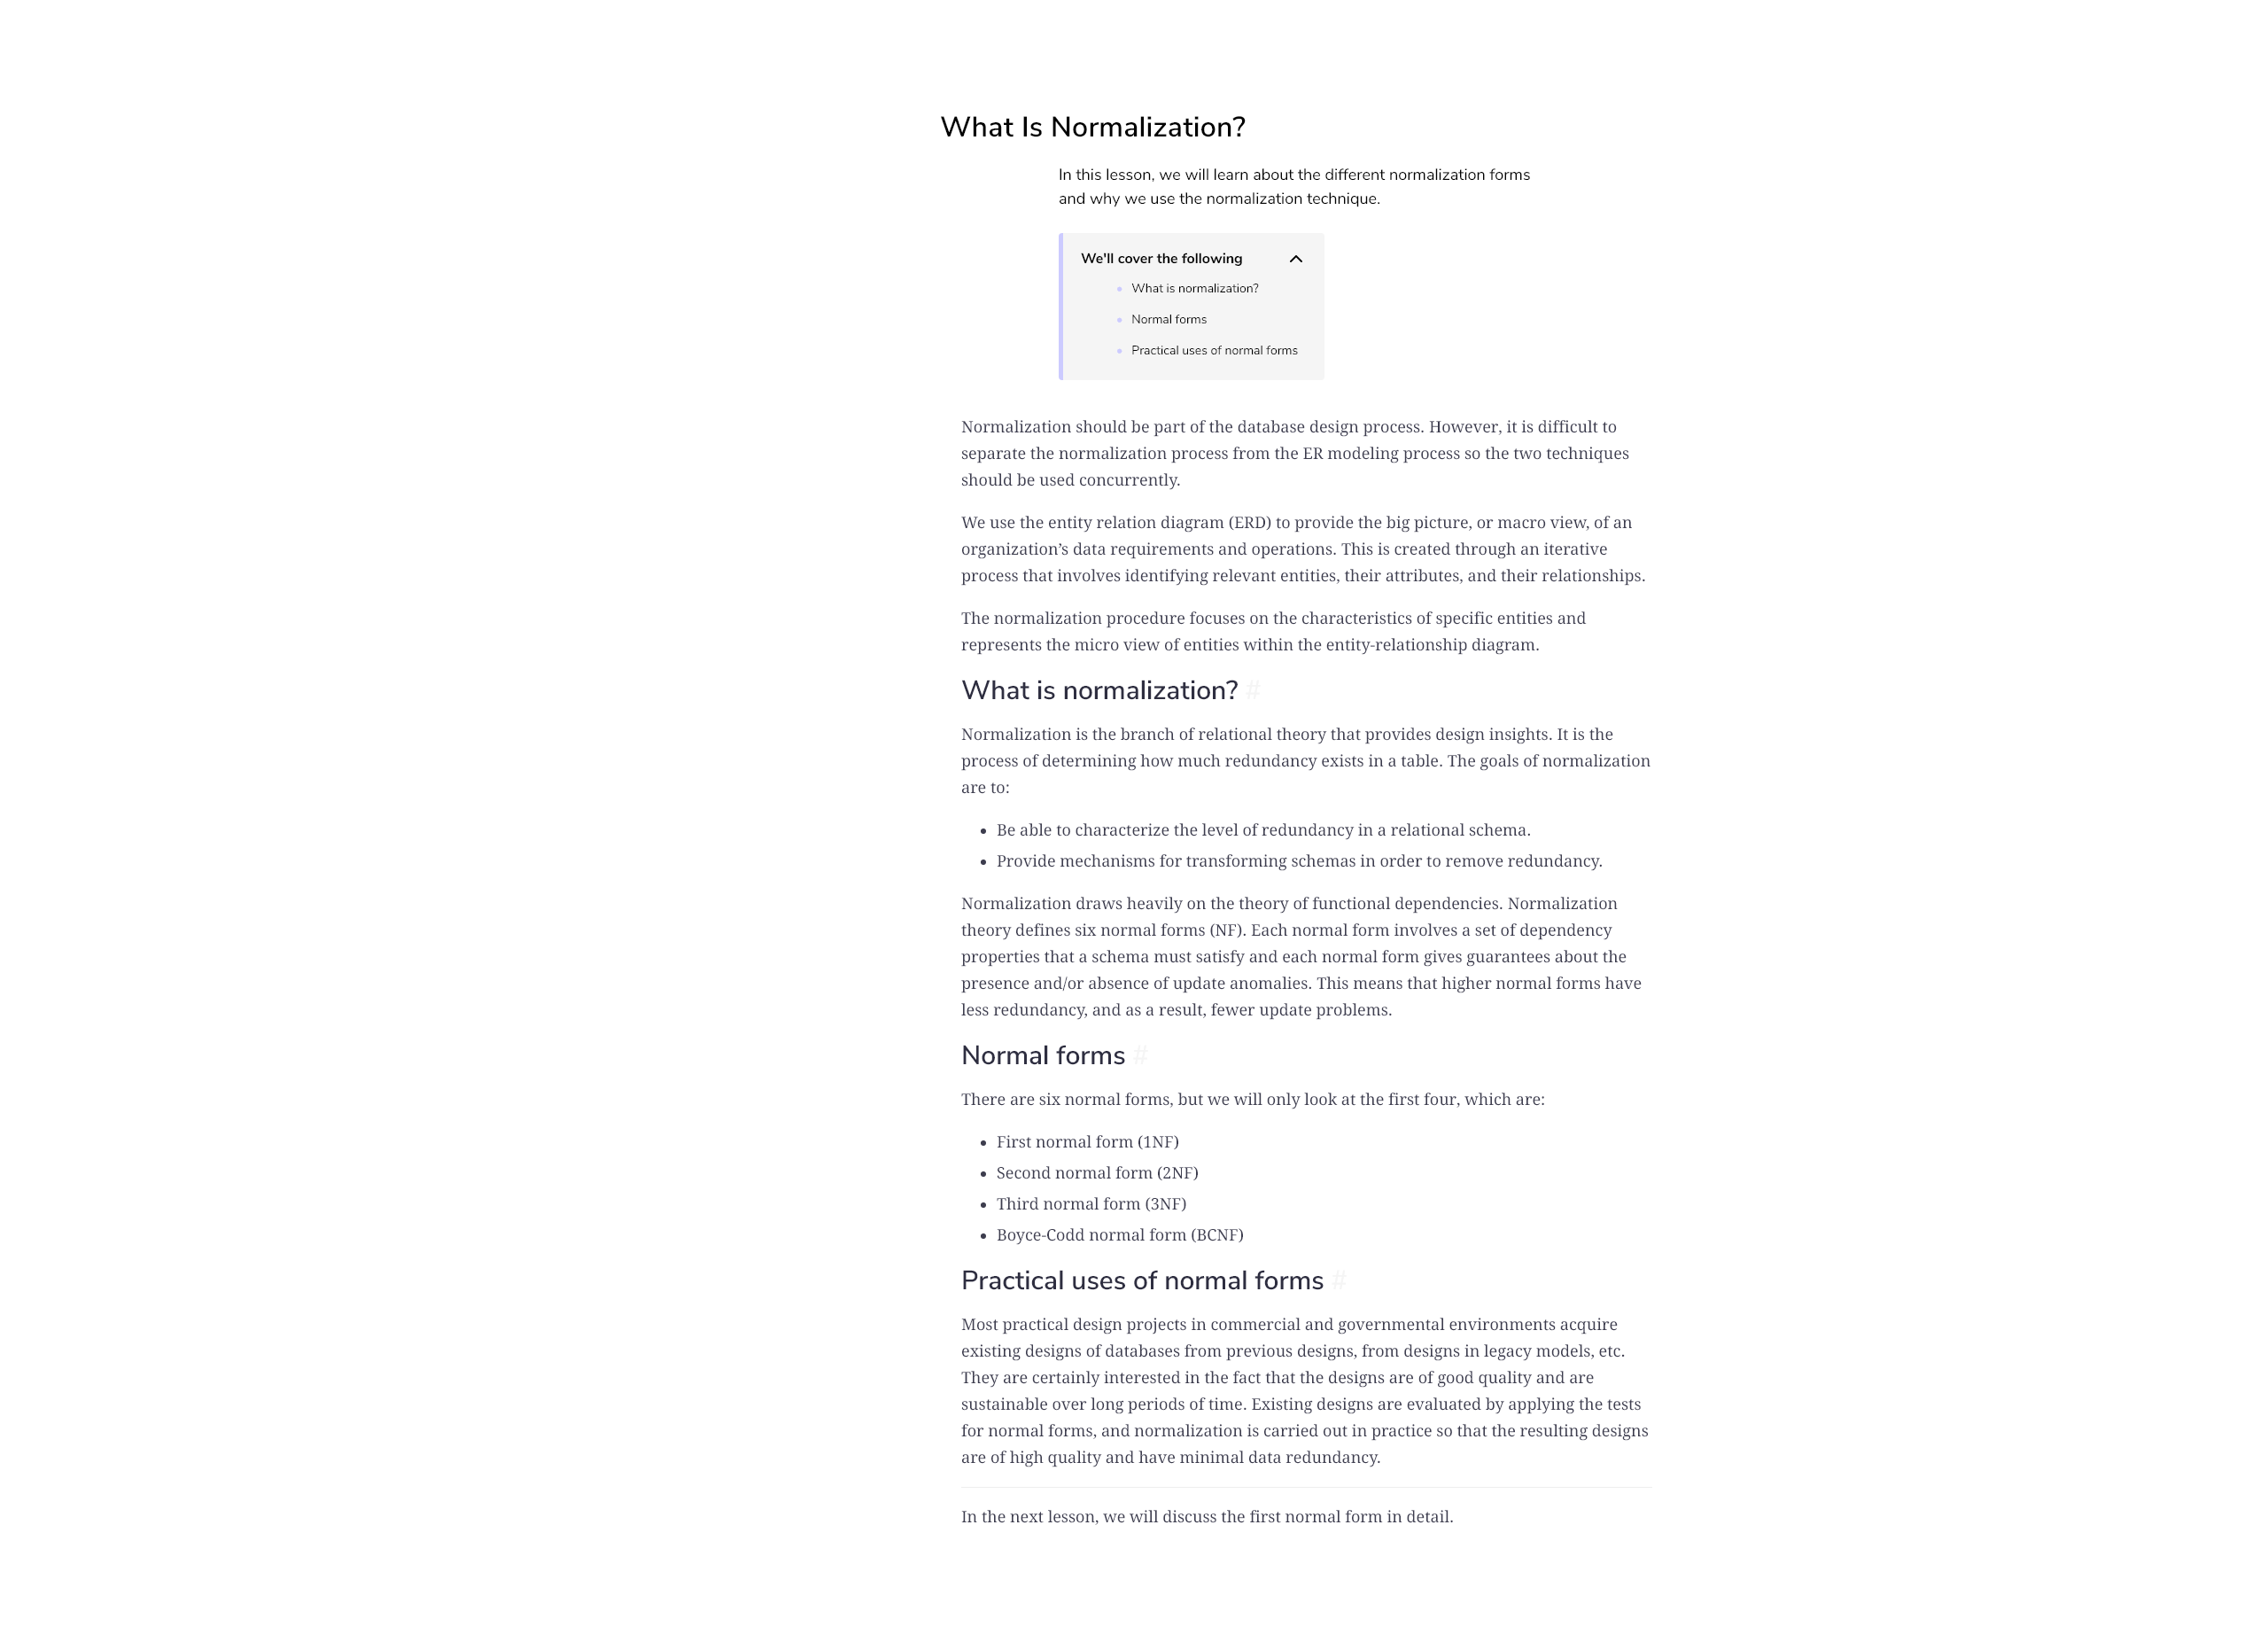 What Is Normalization?
In this lesson, we will learn about the different normalization forms
and why we use the normalization technique.
We'll cover the following
What is normalization?
Normal forms
Practical uses of normal forms
Normalization should be part of the database design process. However, it is difficult to
separate the normalization process from the ER modeling process so the two techniques
should be used concurrently.
We use the entity relation diagram (ERD) to provide the big picture, or macro view, of an
organization’s data requirements and operations. This is created through an iterative
process that involves identifying relevant entities, their attributes, and their relationships.
The normalization procedure focuses on the characteristics of specific entities and
represents the micro view of entities within the entity-relationship diagram.
What is normalization? #
Normalization is the branch of relational theory that provides design insights. It is the
process of determining how much redundancy exists in a table. The goals of normalization
are to:
• Be able to characterize the level of redundancy in a relational schema.
• Provide mechanisms for transforming schemas in order to remove redundancy.
Normalization draws heavily on the theory of functional dependencies. Normalization
theory defines six normal forms (NF). Each normal form involves a set of dependency
properties that a schema must satisfy and each normal form gives guarantees about the
presence and/or absence of update anomalies. This means that higher normal forms have
less redundancy, and as a result, fewer update problems.
Normal forms #
There are six normal forms, but we will only look at the first four, which are:
• First normal form (1NF)
• Second normal form (2NF)
• Third normal form (3NF)
• Boyce-Codd normal form (BCNF)
Practical uses of normal forms #
Most practical design projects in commercial and governmental environments acquire
existing designs of databases from previous designs, from designs in legacy models, etc.
They are certainly interested in the fact that the designs are of good quality and are
sustainable over long periods of time. Existing designs are evaluated by applying the tests
for normal forms, and normalization is carried out in practice so that the resulting designs
are of high quality and have minimal data redundancy.
In the next lesson, we will discuss the first normal form in detail.